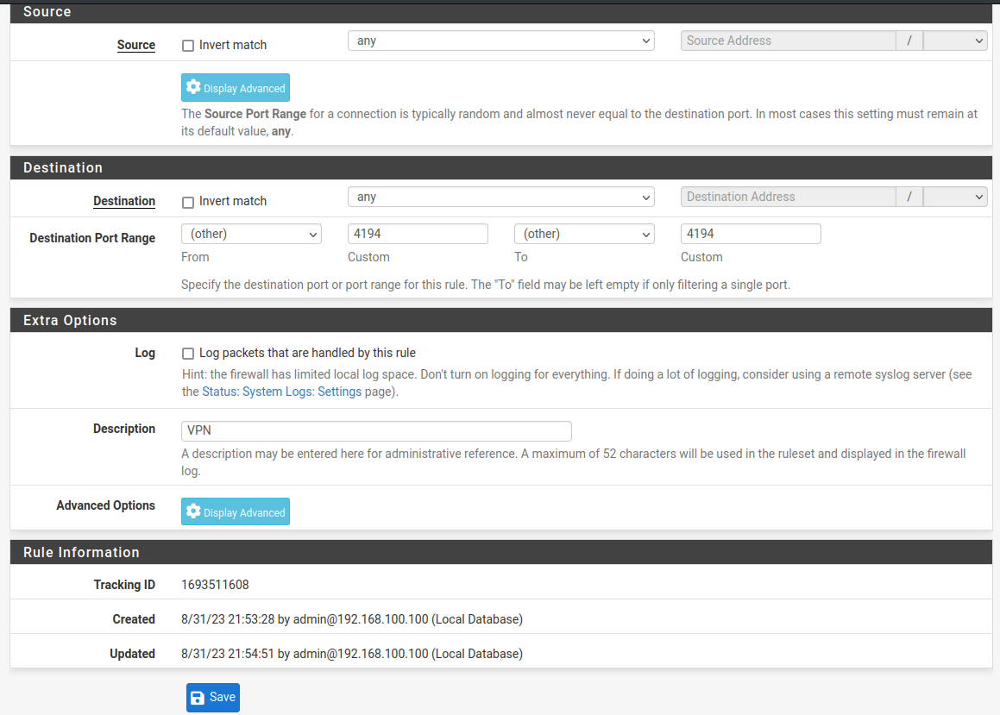 Source
Source
Invert match
any
Source Address
/
Display Advanced
The Source Port Range for a connection is typically random and almost never equal to the destination port. In most cases this setting must remain at
its default value, any.
Destination
Destination
Invert match
any
Destination Address
/
Destination Port Range
(other)
4194
(other)
4194
From
Custom
To
Custom
Specify the destination port or port range for this rule. The "To" field may be left empty if only filtering a single port.
Extra Options
Log
Log packets that are handled by this rule
Hint: the firewall has limited local log space. Don't turn on logging for everything. If doing a lot of logging, consider using a remote syslog server (see
the Status: System Logs: Settings page).
Description
VPN
A description may be entered here for administrative reference. A maximum of 52 characters will be used in the ruleset and displayed in the firewall
log.
Advanced Options
Display Advanced
Rule Information
Tracking ID
1693511608
Created
8/31/23 21:53:28 by admin@192.168.100.100 (Local Database)
Updated
8/31/23 21:54:51 by admin@192.168.100.100 (Local Database)
Save